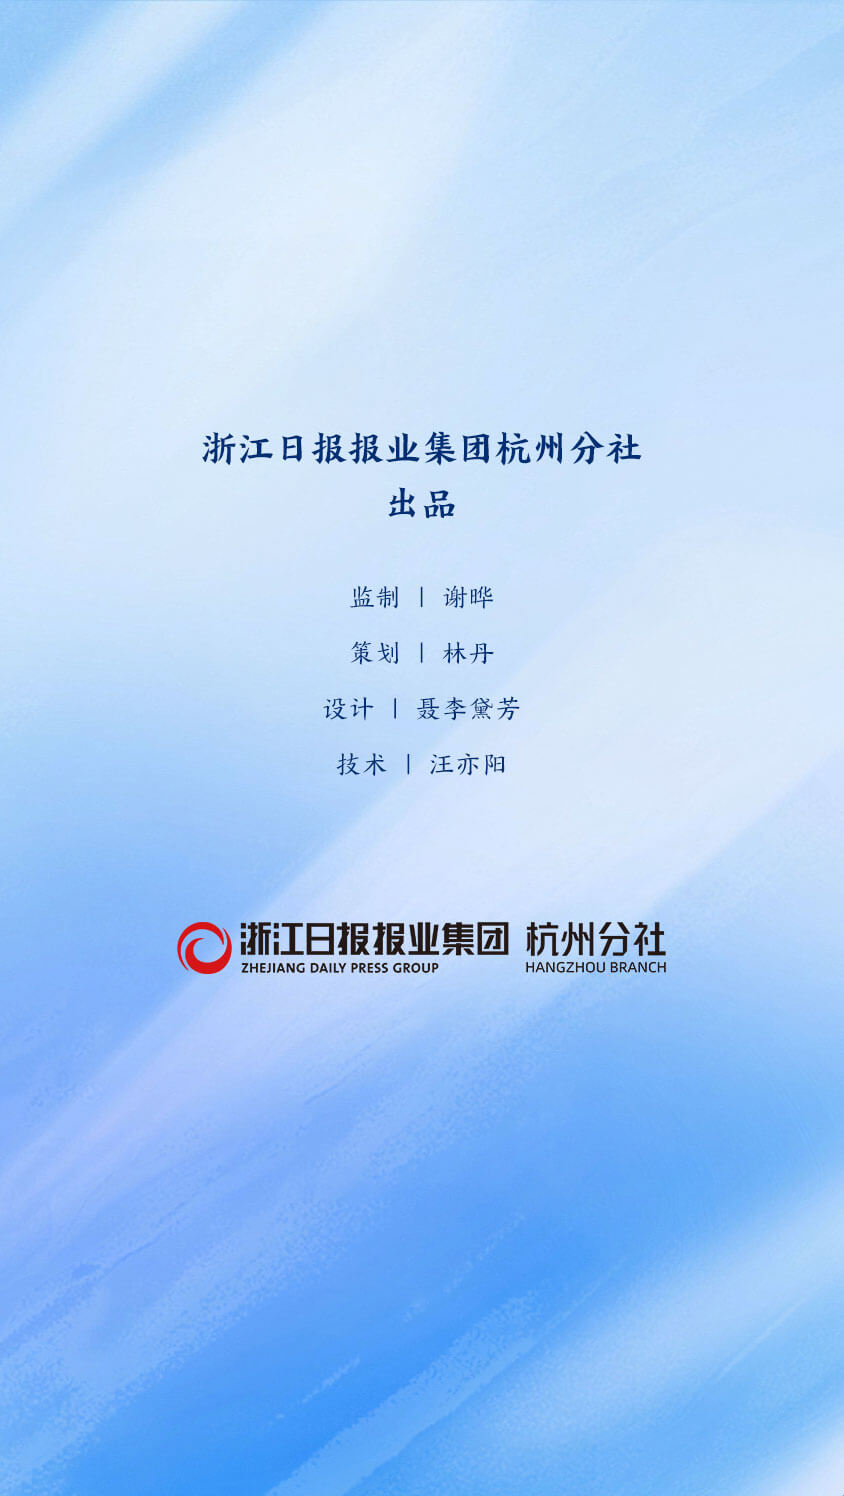 浙江日报报业集团杭州分社
出品
监制 | 谢晔
策划 | 林丹
设计 | 聂李黛芳
技术 | 汪亦阳
浙江日报报业集团 杭州分社
ZHEJIANG DAILY PRESS GROUP HANGZHOU BRANCH